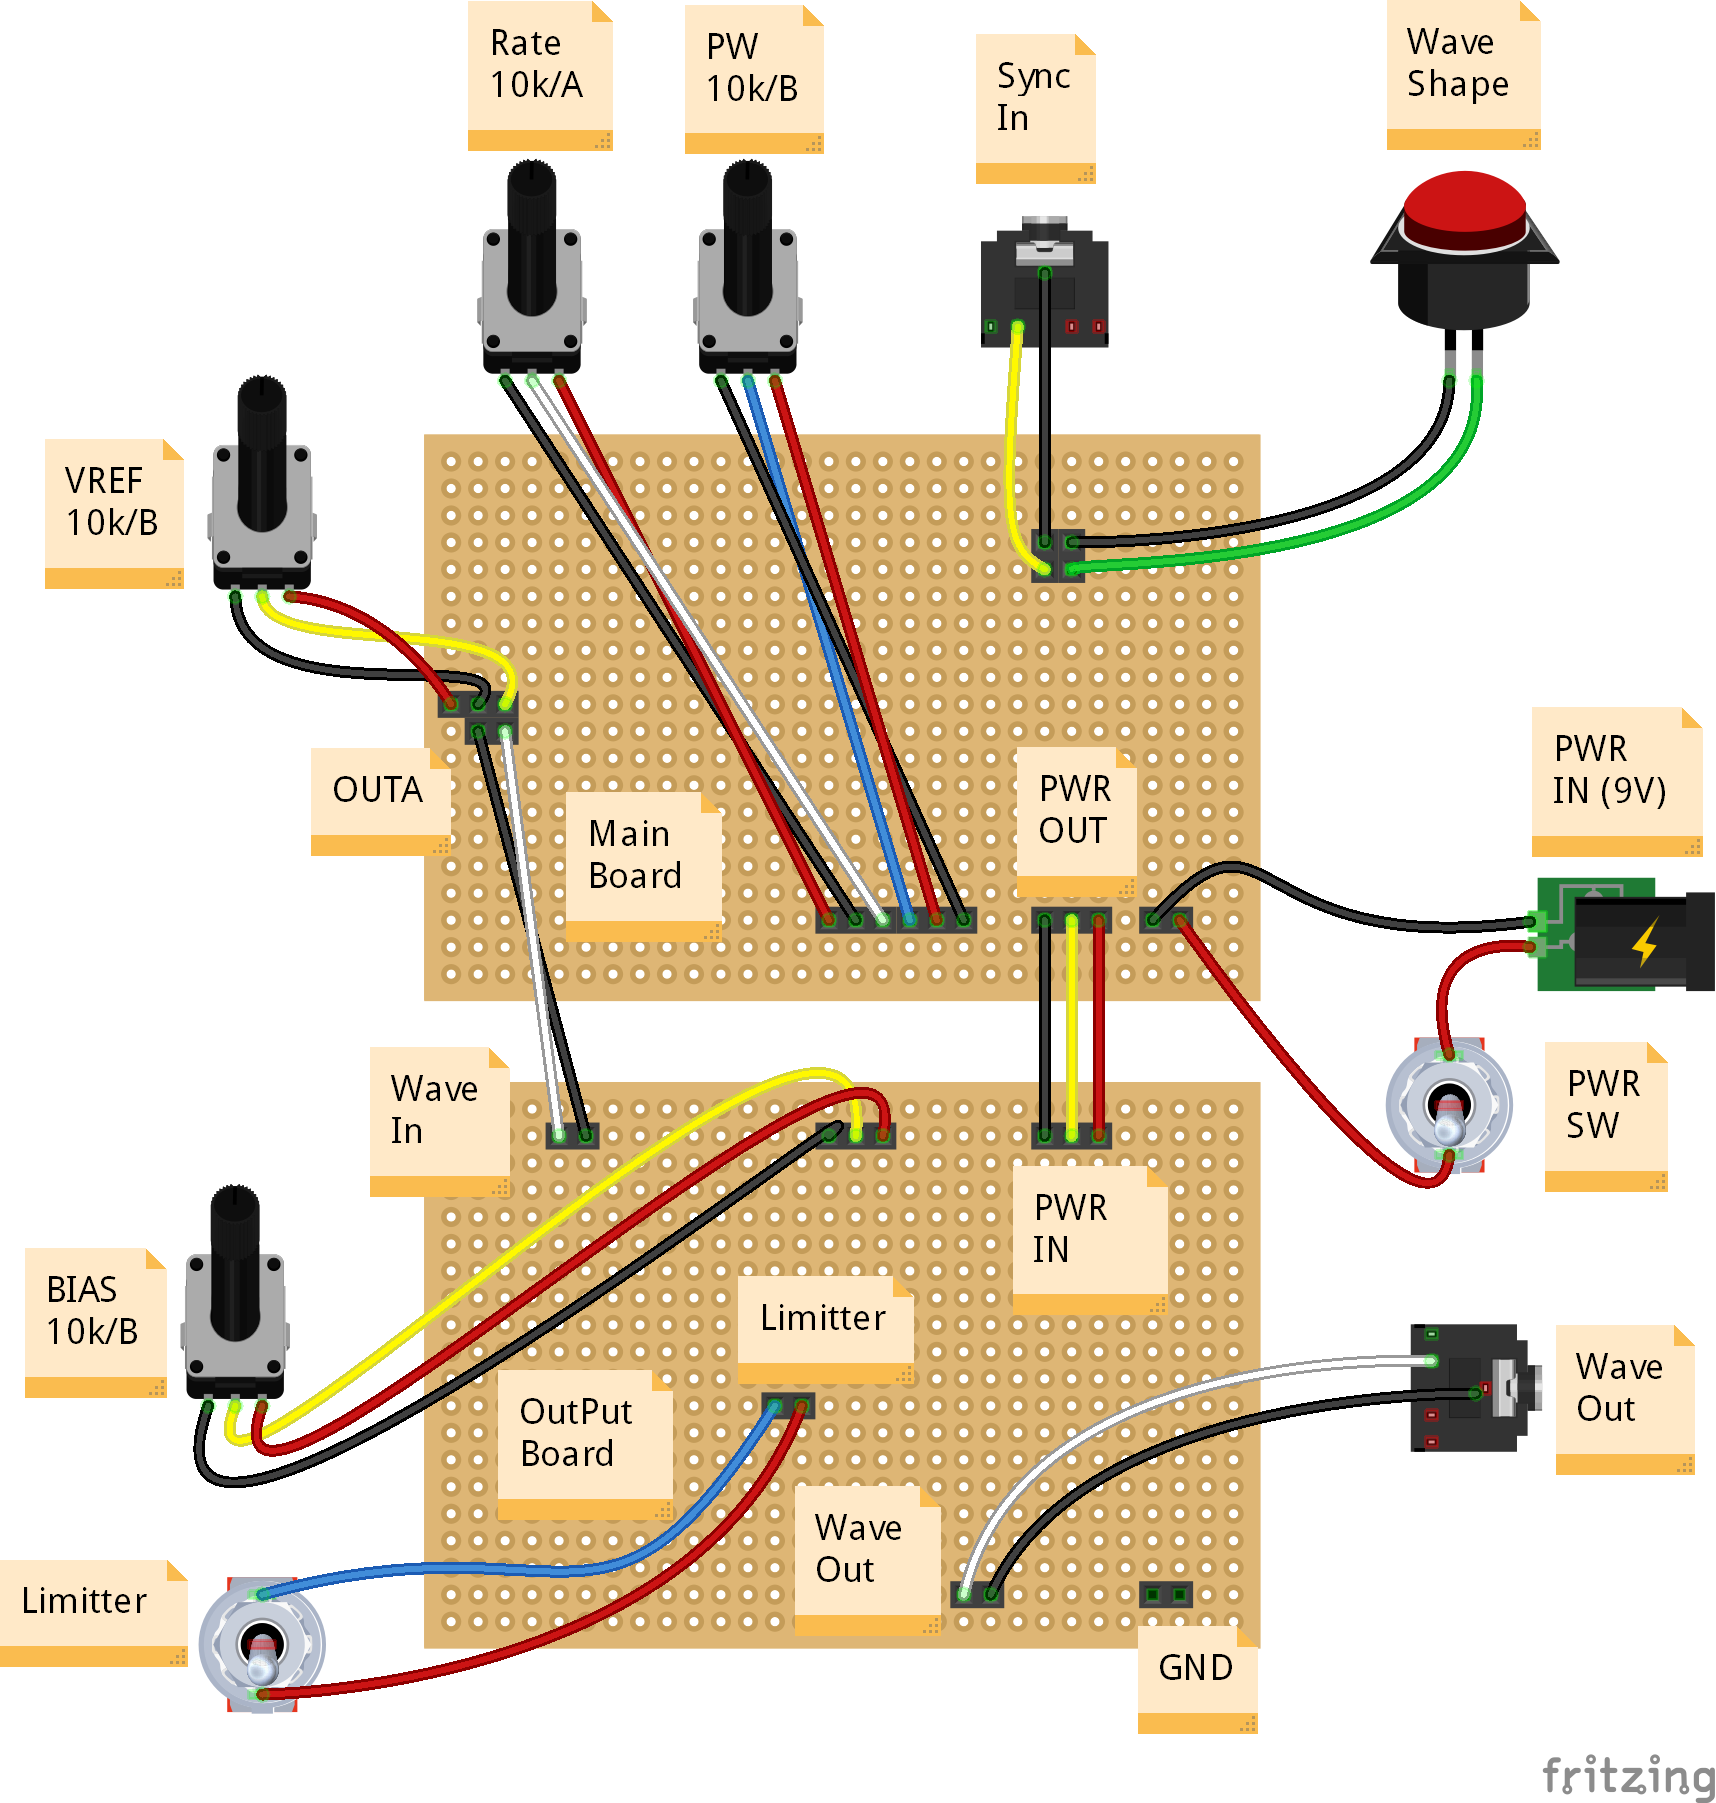 Rate
10k/A
PW
10k/B
Sync
In
Wave
Shape
VREF
10k/B
OUTA
Main
Board
PWR
OUT
PWR
IN (9V)
Wave
In
PWR
SW
PWR
IN
BIAS
10k/B
Limitter
OutPut
Board
Wave
Out
Wave
Out
Limitter
GND
fritzing